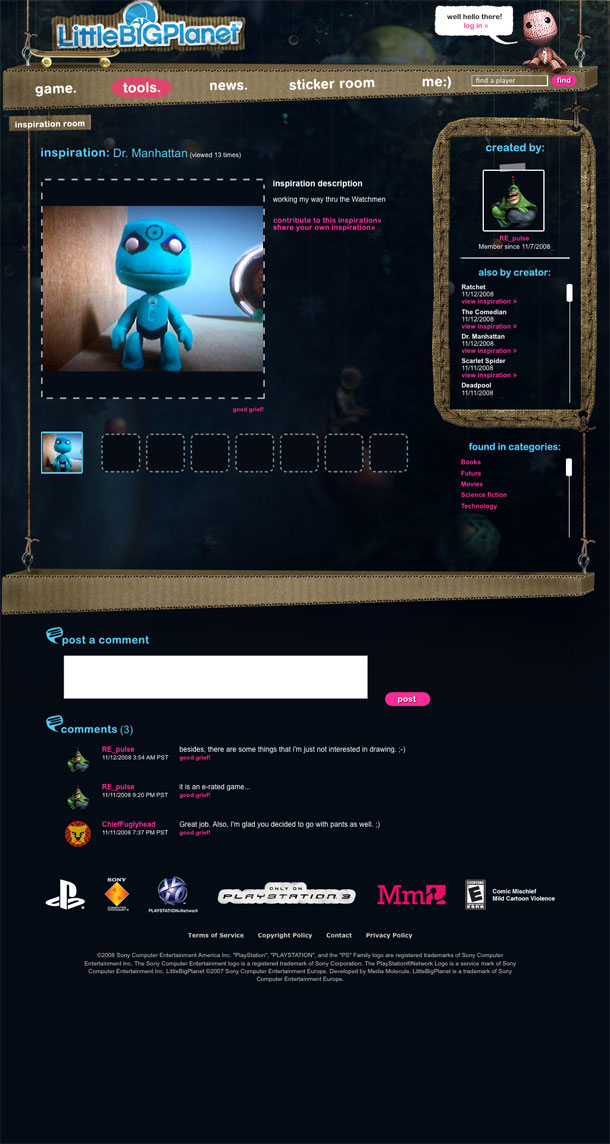 LittleBIGPlanet
well hello there!
log in »
game.
tools.
news.
sticker room
me:)
find a player
find
inspiration room
inspiration: Dr. Manhattan (viewed 13 times)
inspiration description
working my way thru the Watchmen
contribute to this inspiration»
share your own inspiration»
good grief!
created by:
RE_pulse
Member since 11/7/2008
also by creator:
Ratchet
11/12/2008
view inspiration »
The Comedian
11/12/2008
view inspiration »
Dr. Manhattan
11/12/2008
view inspiration »
Scarlet Spider
11/11/2008
view inspiration »
Deadpool
11/11/2008
found in categories:
Books
Future
Movies
Science fiction
Technology
post a comment
post
comments (3)
RE_pulse
11/12/2008 3:54 AM PST
besides, there are some things that i'm just not interested in drawing. ;-)
good grief!
RE_pulse
11/11/2008 9:20 PM PST
it is an e-rated game...
good grief!
ChiefFuglyhead
11/11/2008 7:37 PM PST
Great job. Also, I'm glad you decided to go with pants as well. ;)
good grief!
SONY
COMPUTER
ENTERTAINMENT
PLAYSTATION®Network
ONLY ON
PLAYSTATION 3
Mm
EVERYONE
E
Comic Mischief
Mild Cartoon Violence
Terms of Service
Copyright Policy
Contact
Privacy Policy
©2008 Sony Computer Entertainment America Inc. "PlayStation", "PLAYSTATION", and the "PS" Family logo are registered trademarks of Sony Computer
Entertainment Inc. The Sony Computer Entertainment logo is a registered trademark of Sony Corporation. The PlayStation®Network Logo is a service mark of Sony
Computer Entertainment Inc. LittleBigPlanet ©2007 Sony Computer Entertainment Europe. Developed by Media Molecule. LittleBigPlanet is a trademark of Sony
Computer Entertainment Europe.